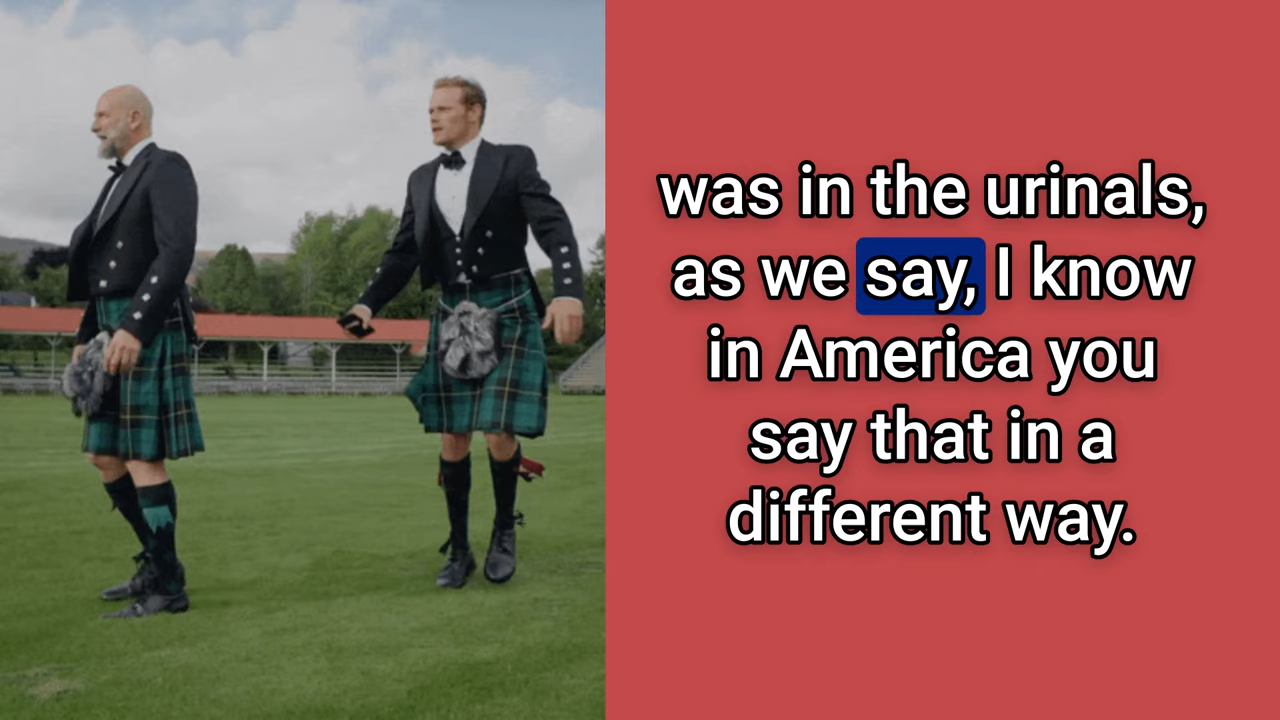 was in the urinals,
as we say, I know
in America you
say that in a
different way.